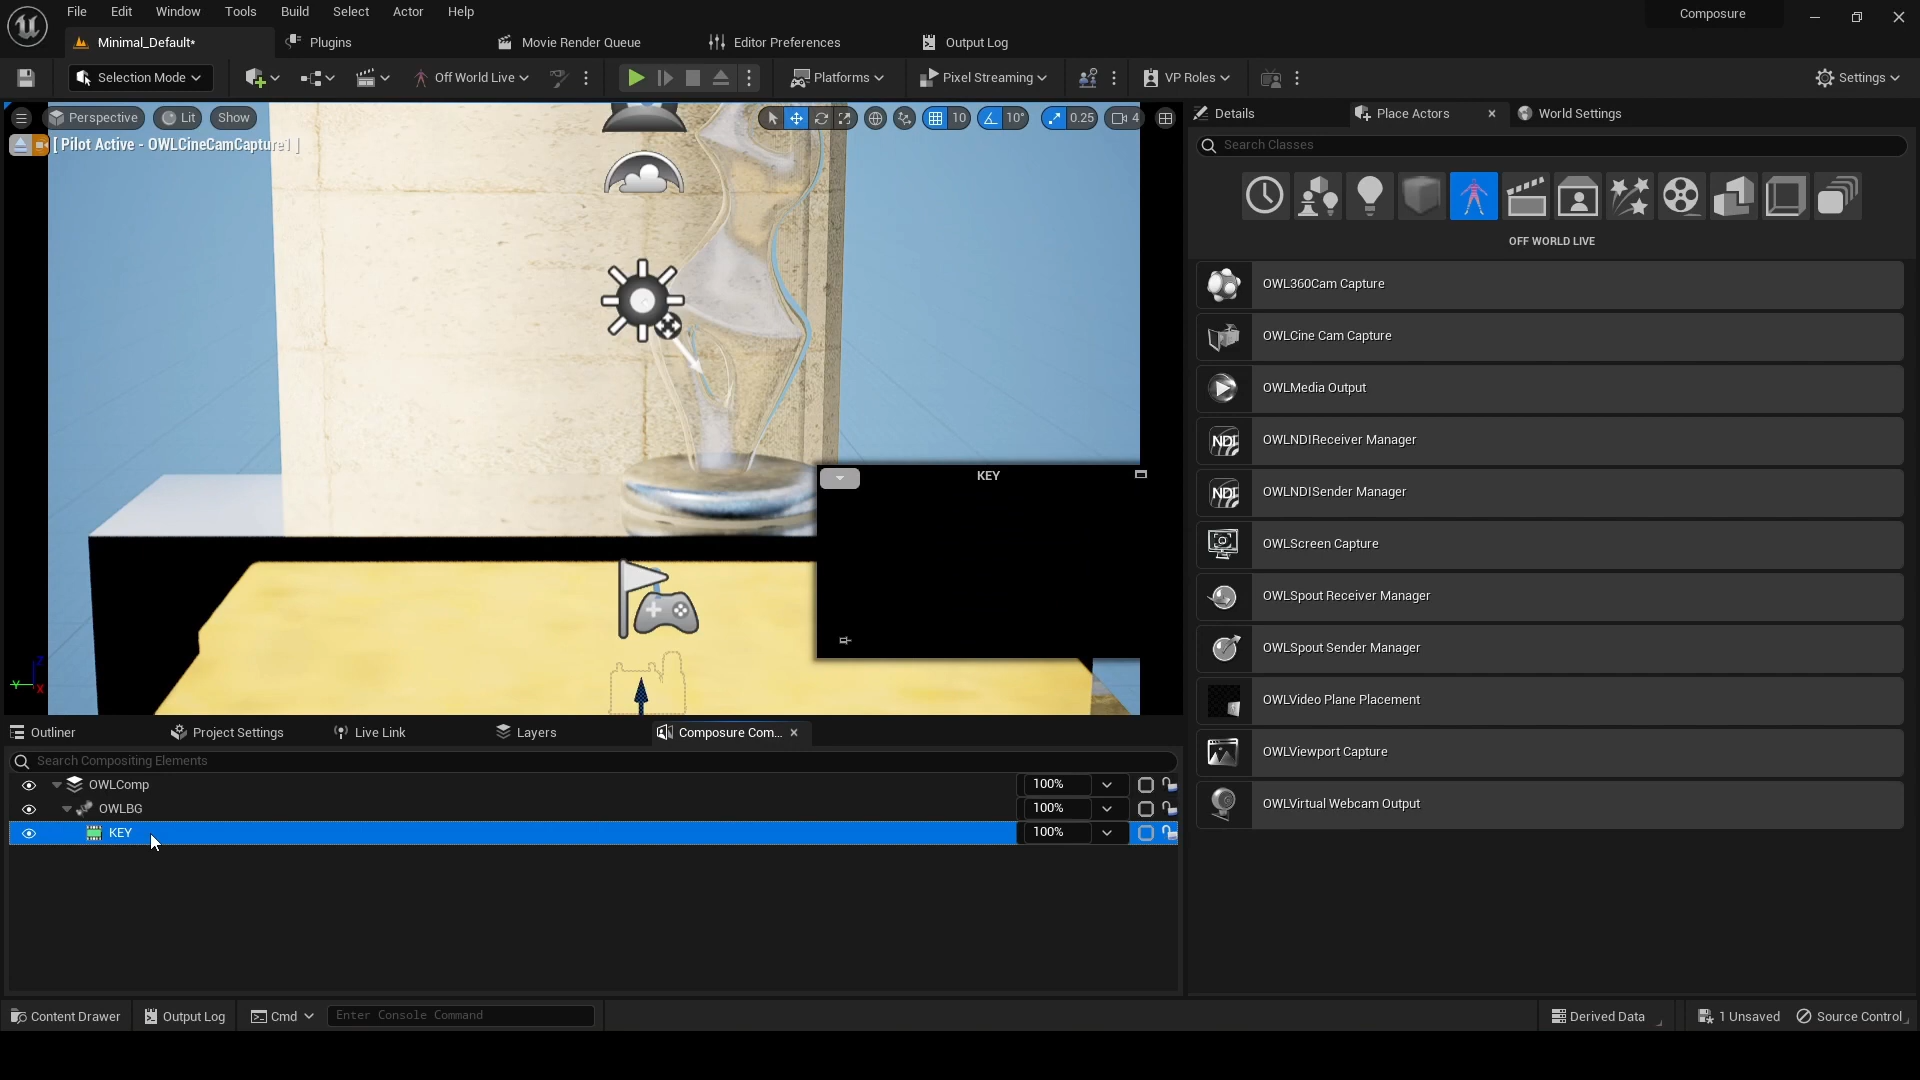 File Edit Window Tools Build Select Actor Help
Composure
Minimal_Default*
Plugins
Movie Render Queue
Editor Preferences
Output Log
Selection Mode
Off World Live
Platforms
Pixel Streaming
VP Roles
Settings
Perspective
Lit
Show
10
10°
0.25
4
[ Pilot Active - OWLCineCamCapture1 ]
KEY
Details
Place Actors
World Settings
Search Classes
OFF WORLD LIVE
OWL360Cam Capture
OWLCine Cam Capture
OWLMedia Output
NDI
OWLNDIReceiver Manager
NDI
OWLNDISender Manager
OWLScreen Capture
OWLSpout Receiver Manager
OWLSpout Sender Manager
OWLVideo Plane Placement
OWLViewport Capture
OWLVirtual Webcam Output
Z
Y
X
Outliner
Project Settings
Live Link
Layers
Composure Com...
Search Compositing Elements
OWLComp
100%
OWLBG
100%
KEY
100%
Content Drawer
Output Log
Cmd
Enter Console Command
Derived Data
1 Unsaved
Source Control